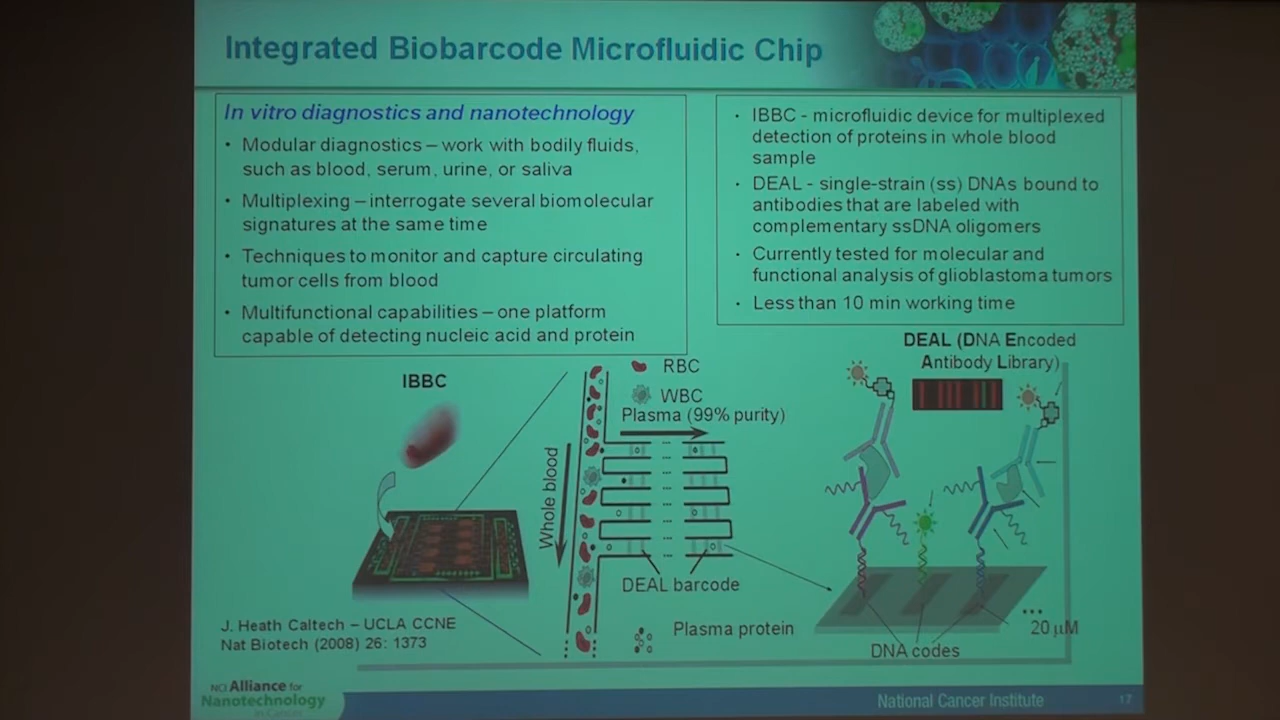 Integrated Biobarcode Microfluidic Chip
In vitro diagnostics and nanotechnology
• Modular diagnostics – work with bodily fluids,
such as blood, serum, urine, or saliva
• Multiplexing – interrogate several biomolecular
signatures at the same time
• Techniques to monitor and capture circulating
tumor cells from blood
• Multifunctional capabilities – one platform
capable of detecting nucleic acid and protein
• IBBC - microfluidic device for multiplexed
detection of proteins in whole blood
sample
• DEAL - single-strain (ss) DNAs bound to
antibodies that are labeled with
complementary ssDNA oligomers
• Currently tested for molecular and
functional analysis of glioblastoma tumors
• Less than 10 min working time
IBBC
RBC
WBC
Plasma (99% purity)
Whole blood
DEAL barcode
Plasma protein
DEAL (DNA Encoded
Antibody Library)
...
20 µM
DNA codes
J. Heath Caltech – UCLA CCNE
Nat Biotech (2008) 26: 1373
NCI Alliance for
Nanotechnology
in Cancer
National Cancer Institute
17